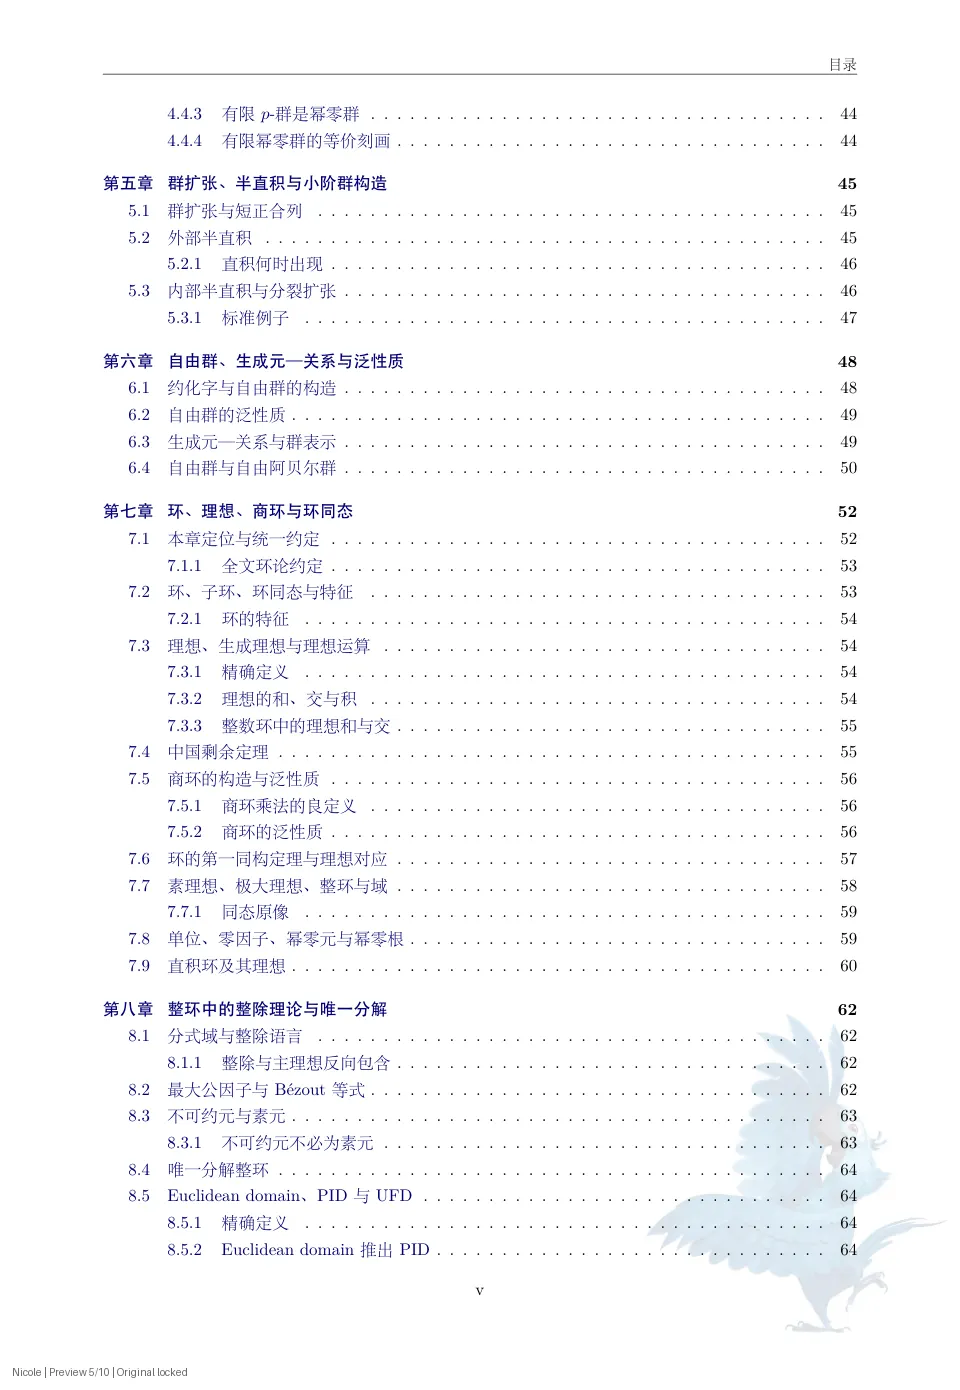 目录
4.4.3 有限 p-群是幂零群 . . . . . . . . . . . . . . . . . . . . . . . . . . . . . . . . . . . 44
4.4.4 有限幂零群的等价刻画 . . . . . . . . . . . . . . . . . . . . . . . . . . . . . . . . . 44
第五章 群扩张、半直积与小阶群构造 45
5.1 群扩张与短正合列 . . . . . . . . . . . . . . . . . . . . . . . . . . . . . . . . . . . . . . . 45
5.2 外部半直积 . . . . . . . . . . . . . . . . . . . . . . . . . . . . . . . . . . . . . . . . . . . 45
5.2.1 直积何时出现 . . . . . . . . . . . . . . . . . . . . . . . . . . . . . . . . . . . . . . 46
5.3 内部半直积与分裂扩张 . . . . . . . . . . . . . . . . . . . . . . . . . . . . . . . . . . . . . 46
5.3.1 标准例子 . . . . . . . . . . . . . . . . . . . . . . . . . . . . . . . . . . . . . . . . 47
第六章 自由群、生成元—关系与泛性质 48
6.1 约化字与自由群的构造 . . . . . . . . . . . . . . . . . . . . . . . . . . . . . . . . . . . . . 48
6.2 自由群的泛性质 . . . . . . . . . . . . . . . . . . . . . . . . . . . . . . . . . . . . . . . . . 49
6.3 生成元—关系与群表示 . . . . . . . . . . . . . . . . . . . . . . . . . . . . . . . . . . . . . 49
6.4 自由群与自由阿贝尔群 . . . . . . . . . . . . . . . . . . . . . . . . . . . . . . . . . . . . . 50
第七章 环、理想、商环与环同态 52
7.1 本章定位与统一约定 . . . . . . . . . . . . . . . . . . . . . . . . . . . . . . . . . . . . . . 52
7.1.1 全文环论约定 . . . . . . . . . . . . . . . . . . . . . . . . . . . . . . . . . . . . . . 53
7.2 环、子环、环同态与特征 . . . . . . . . . . . . . . . . . . . . . . . . . . . . . . . . . . . 53
7.2.1 环的特征 . . . . . . . . . . . . . . . . . . . . . . . . . . . . . . . . . . . . . . . . 54
7.3 理想、生成理想与理想运算 . . . . . . . . . . . . . . . . . . . . . . . . . . . . . . . . . . 54
7.3.1 精确定义 . . . . . . . . . . . . . . . . . . . . . . . . . . . . . . . . . . . . . . . . 54
7.3.2 理想的和、交与积 . . . . . . . . . . . . . . . . . . . . . . . . . . . . . . . . . . . 54
7.3.3 整数环中的理想和与交 . . . . . . . . . . . . . . . . . . . . . . . . . . . . . . . . . 55
7.4 中国剩余定理 . . . . . . . . . . . . . . . . . . . . . . . . . . . . . . . . . . . . . . . . . . 55
7.5 商环的构造与泛性质 . . . . . . . . . . . . . . . . . . . . . . . . . . . . . . . . . . . . . . 56
7.5.1 商环乘法的良定义 . . . . . . . . . . . . . . . . . . . . . . . . . . . . . . . . . . . 56
7.5.2 商环的泛性质 . . . . . . . . . . . . . . . . . . . . . . . . . . . . . . . . . . . . . . 56
7.6 环的第一同构定理与理想对应 . . . . . . . . . . . . . . . . . . . . . . . . . . . . . . . . . 57
7.7 素理想、极大理想、整环与域 . . . . . . . . . . . . . . . . . . . . . . . . . . . . . . . . . 58
7.7.1 同态原像 . . . . . . . . . . . . . . . . . . . . . . . . . . . . . . . . . . . . . . . . 59
7.8 单位、零因子、幂零元与幂零根 . . . . . . . . . . . . . . . . . . . . . . . . . . . . . . . . 59
7.9 直积环及其理想 . . . . . . . . . . . . . . . . . . . . . . . . . . . . . . . . . . . . . . . . . 60
第八章 整环中的整除理论与唯一分解 62
8.1 分式域与整除语言 . . . . . . . . . . . . . . . . . . . . . . . . . . . . . . . . . . . . . . . 62
8.1.1 整除与主理想反向包含 . . . . . . . . . . . . . . . . . . . . . . . . . . . . . . . . . 62
8.2 最大公因子与 Bézout 等式 . . . . . . . . . . . . . . . . . . . . . . . . . . . . . . . . . . . 62
8.3 不可约元与素元 . . . . . . . . . . . . . . . . . . . . . . . . . . . . . . . . . . . . . . . . . 63
8.3.1 不可约元不必为素元 . . . . . . . . . . . . . . . . . . . . . . . . . . . . . . . . . . 63
8.4 唯一分解整环 . . . . . . . . . . . . . . . . . . . . . . . . . . . . . . . . . . . . . . . . . . 64
8.5 Euclidean domain、PID 与 UFD . . . . . . . . . . . . . . . . . . . . . . . . . . . . . . . 64
8.5.1 精确定义 . . . . . . . . . . . . . . . . . . . . . . . . . . . . . . . . . . . . . . . . 64
8.5.2 Euclidean domain 推出 PID . . . . . . . . . . . . . . . . . . . . . . . . . . . . . . 64
v
Nicole | Preview 5/10 | Original locked